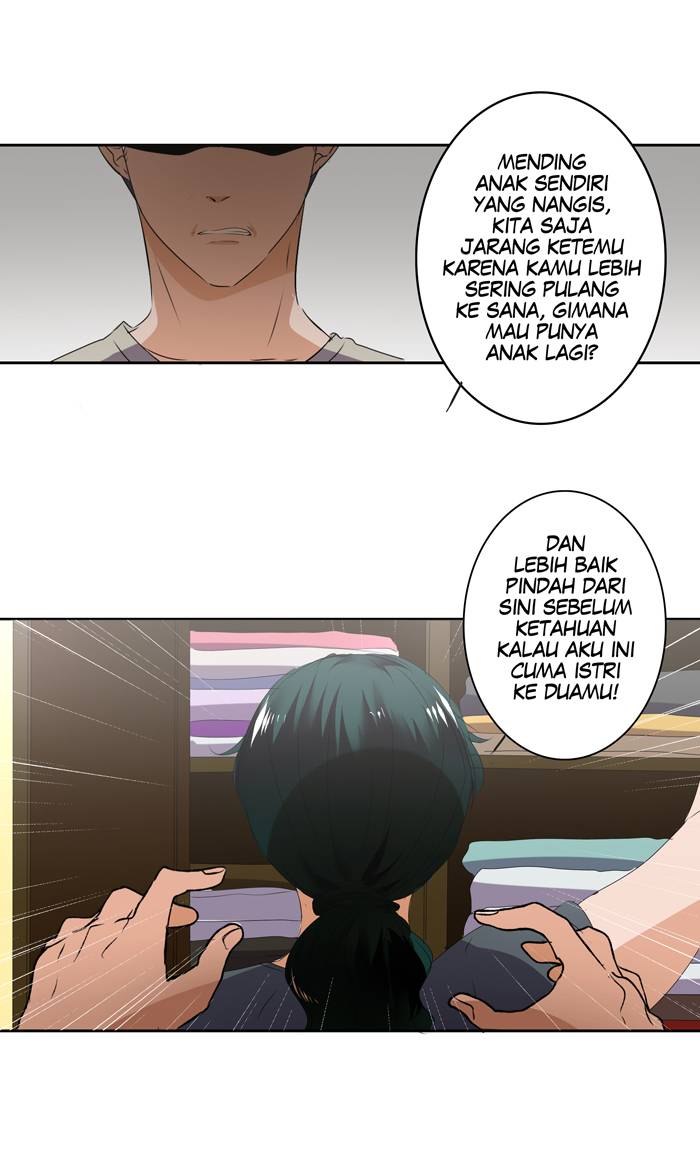 MENDING
ANAK SENDIRI
YANG NANGIS,
KITA SAJA
JARANG KETEMU
KARENA KAMU LEBIH
SERING PULANG
KE SANA, GIMANA
MAU PUNYA
ANAK LAGI?
DAN
LEBIH BAIK
PINDAH DARI
SINI SEBELUM
KETAHUAN
KALAU AKU INI
CUMA ISTRI
KE DUAMU!